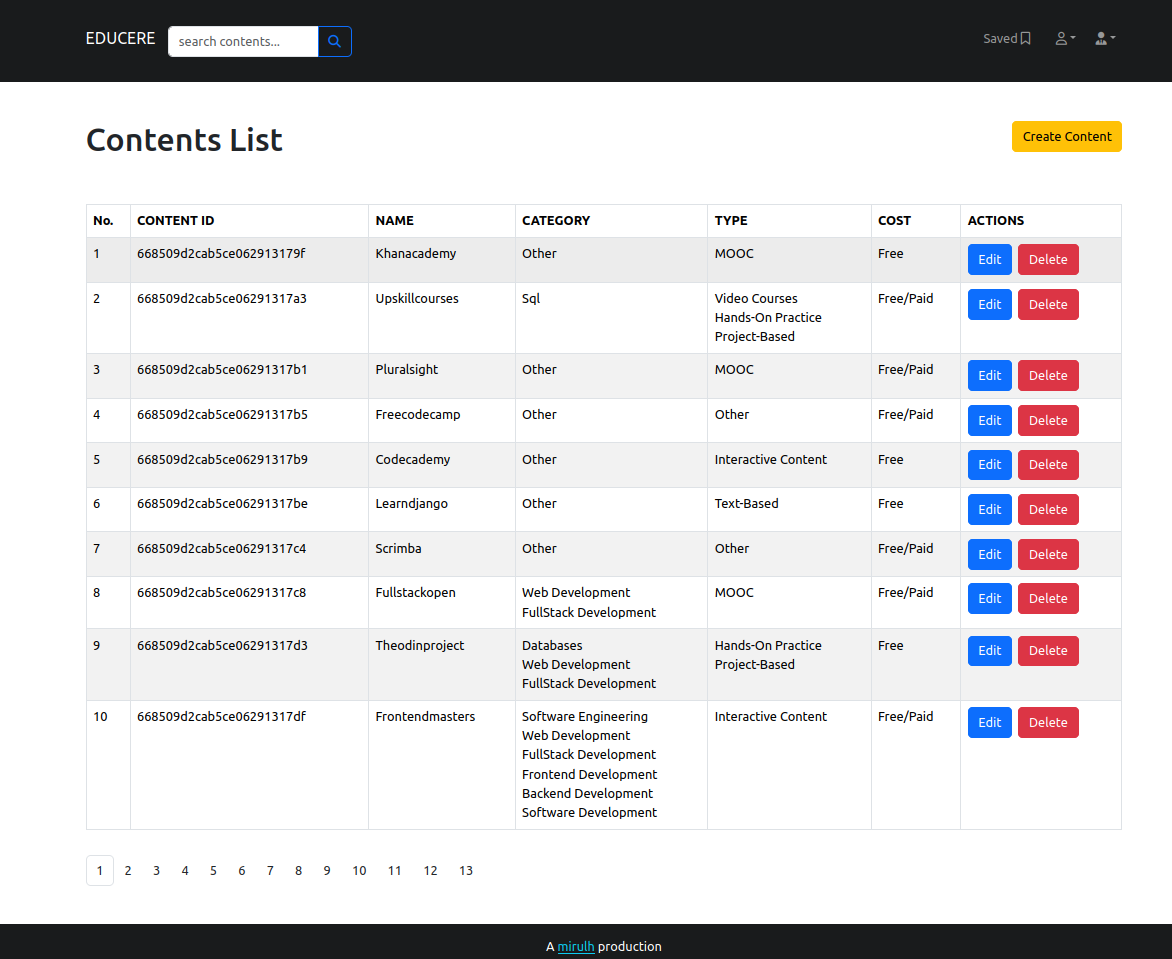 EDUCERE search contents... Saved
Contents List
Create Content
No. CONTENT ID NAME CATEGORY TYPE COST ACTIONS
1 668509d2cab5ce062913179f Khanacademy Other MOOC Free Edit Delete
2 668509d2cab5ce06291317a3 Upskillcourses Sql Video Courses Free/Paid Edit Delete
Hands-On Practice
Project-Based
3 668509d2cab5ce06291317b1 Pluralsight Other MOOC Free/Paid Edit Delete
4 668509d2cab5ce06291317b5 Freecodecamp Other Other Free/Paid Edit Delete
5 668509d2cab5ce06291317b9 Codecademy Other Interactive Content Free Edit Delete
6 668509d2cab5ce06291317be Learndjango Other Text-Based Free Edit Delete
7 668509d2cab5ce06291317c4 Scrimba Other Other Free/Paid Edit Delete
8 668509d2cab5ce06291317c8 Fullstackopen Web Development MOOC Free/Paid Edit Delete
FullStack Development
9 668509d2cab5ce06291317d3 Theodinproject Databases Hands-On Practice Free Edit Delete
Web Development Project-Based
FullStack Development
10 668509d2cab5ce06291317df Frontendmasters Software Engineering Interactive Content Free/Paid Edit Delete
Web Development
FullStack Development
Frontend Development
Backend Development
Software Development
1 2 3 4 5 6 7 8 9 10 11 12 13
A mirulh production